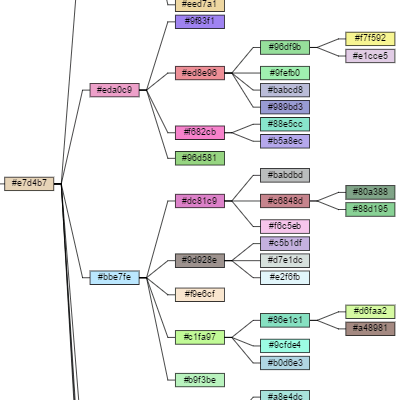 #eed7a1
#9f83f1
#96df9b
#f7f592
#e1cce5
#eda0c9
#ed8e96
#9fefb0
#babcd8
#989bd3
#f682cb
#88e5cc
#b5a8ec
#96d581
#e7d4b7
#dc81c9
#babdbd
#c6848d
#80a388
#88d195
#f6c5eb
#bbe7fe
#9d928e
#c5b1df
#d7e1dc
#e2f6fb
#f9e6cf
#c1fa97
#86e1c1
#d6faa2
#a48981
#9cfde4
#b0d6e3
#b9f3be
#a8e4dc